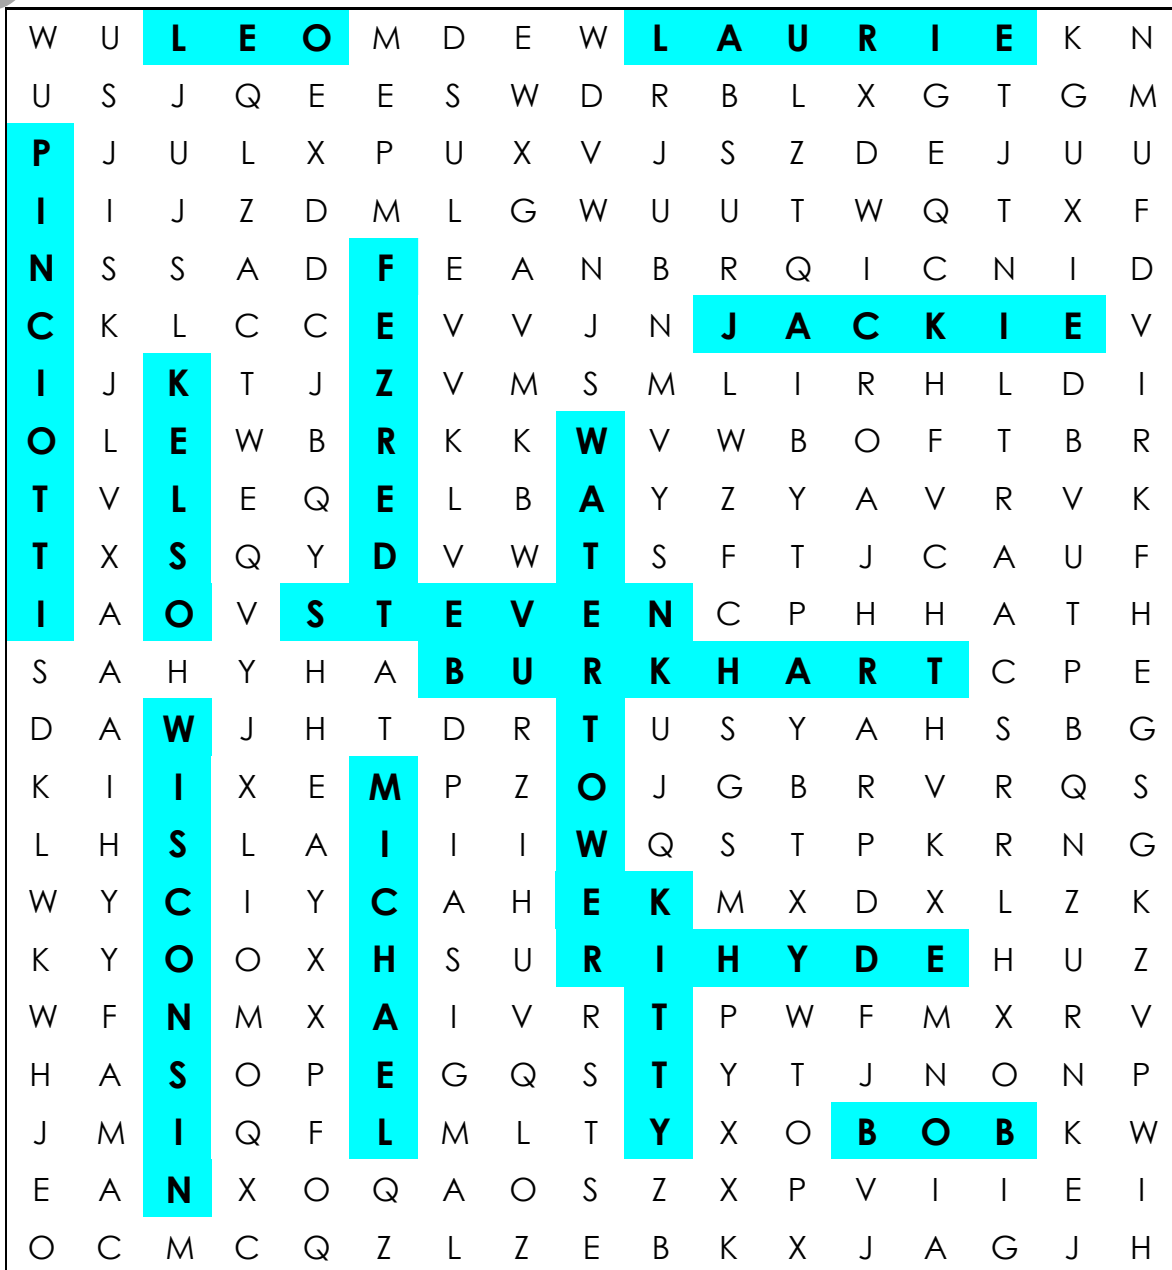 W U L E O M D E W L A U R I E K N
U S J Q E E S W D R B L X G T G M
P J U L X P U X V J S Z D E J U U
I I J Z D M L G W U U T W Q T X F
N S S A D F E A N B R Q I C N I D
C K L C C E V V J N J A C K I E V
I J K T J Z V M S M L I R H L D I
O L E W B R K K W V W B O F T B R
T V L E Q E L B A Y Z Y A V R V K
T X S Q Y D V W T S F T J C A U F
I A O V S T E V E N C P H H A T H
S A H Y H A B U R K H A R T C P E
D A W J H T D R T U S Y A H S B G
K I I X E M P Z O J G B R V R Q S
L H S L A I I I W Q S T P K R N G
W Y C I Y C A H E K M X D X L Z K
K Y O O X H S U R I H Y D E H U Z
W F N M X A I V R T P W F M X R V
H A S O P E G Q S T Y T J N O N P
J M I Q F L M L T Y X O B O B K W
E A N X O Q A O S Z X P V I I E I
O C M C Q Z L Z E B K X J A G J H